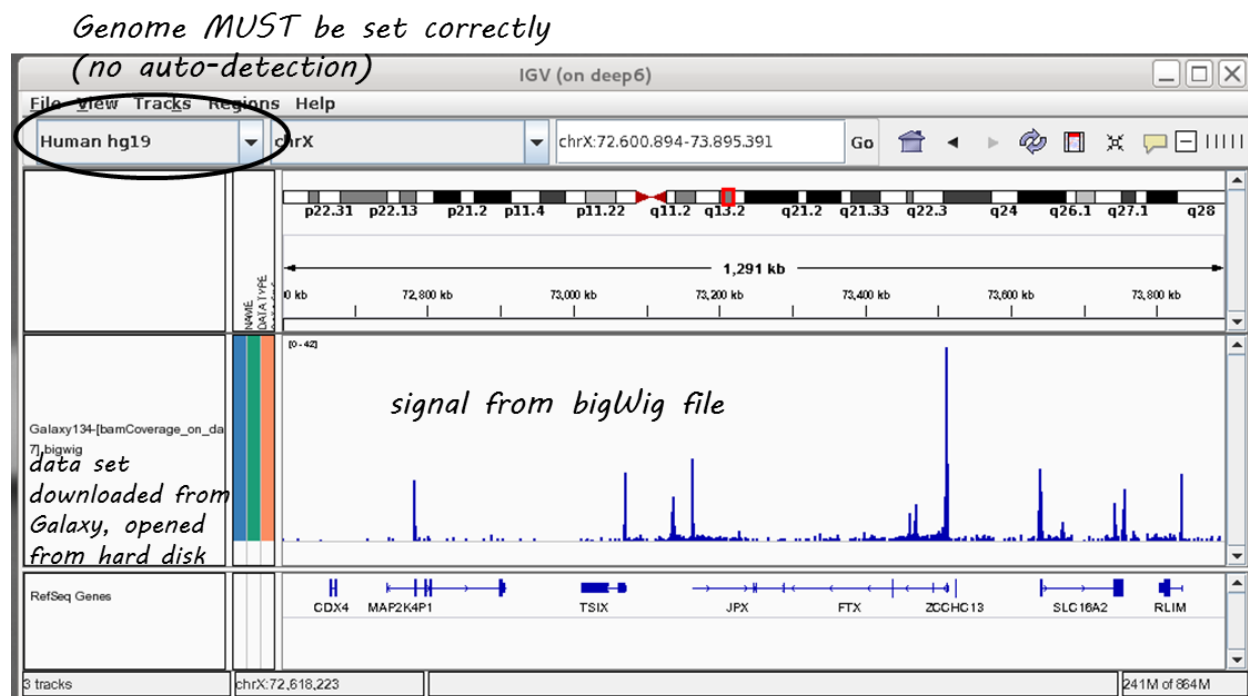 Genome MUST be set correctly
(no auto-detection)
IGV (on deep6)
File View Tracks Regions Help
Human hg19 chrX chrX:72,600,894-73,895,391 Go
p22.31 p22.13 p21.2 p11.4 p11.22 q11.2 q13.2 q21.2 q21.33 q22.3 q24 q26.1 q27.1 q28
1,291 kb
0 kb 72,800 kb 73,000 kb 73,200 kb 73,400 kb 73,600 kb 73,800 kb
NAME
DATA TYPE
[0 - 42]
signal from bigWig file
Galaxy134-[bamCoverage_on_da
7].bigwig
data set
downloaded from
Galaxy, opened
from hard disk
RefSeq Genes
CDX4 MAP2K4P1 TSIX JPX FTX ZCCHC13 SLC16A2 RLIM
3 tracks chrX:72,618,223 241M of 864M